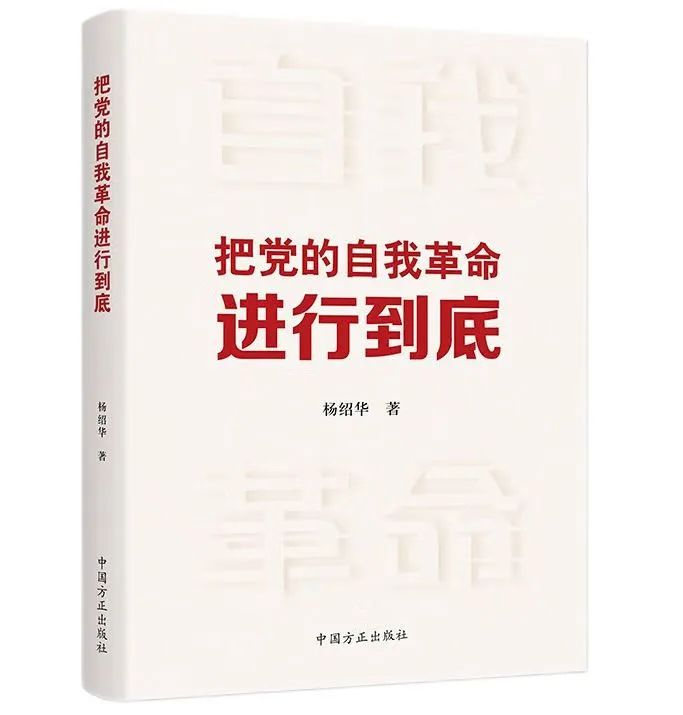 把党的自我革命进行到底
杨绍华 著
中国方正出版社
自我
把党的自我革命
进行到底
杨绍华 著
革命
中国方正出版社